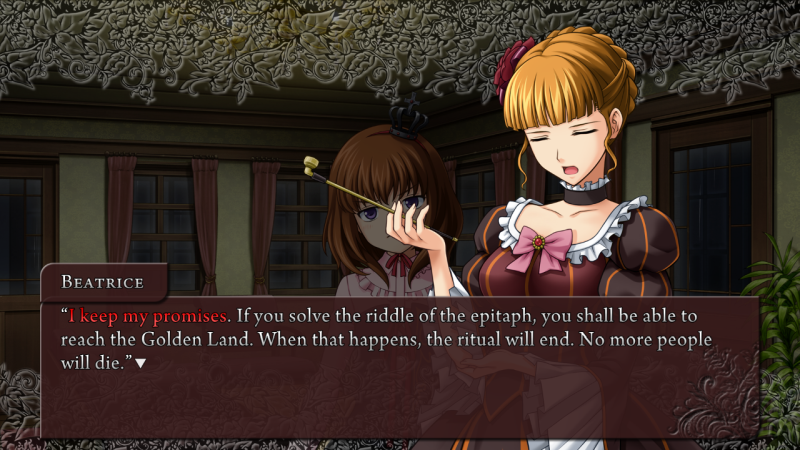 Beatrice
“I keep my promises. If you solve the riddle of the epitaph, you shall be able to
reach the Golden Land. When that happens, the ritual will end. No more people
will die.”